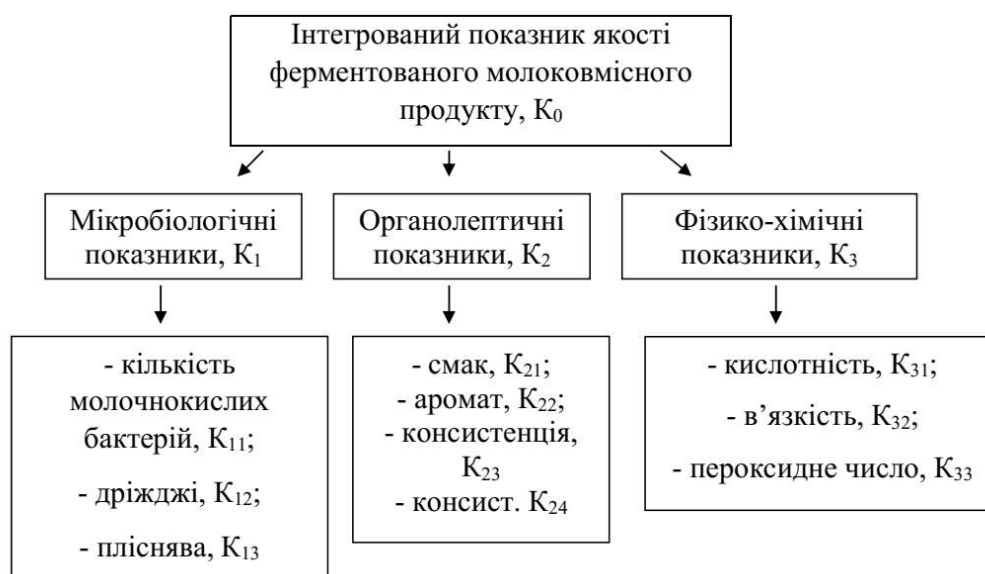 Інтегрований показник якості
ферментованого молоковмісного
продукту, К₀
Мікробіологічні
показники, К₁
Органолептичні
показники, К₂
Фізико-хімічні
показники, К₃
- кількість
молочнокислих
бактерій, К₁₁;
- дріжджі, К₁₂;
- пліснява, К₁₃
- смак, К₂₁;
- аромат, К₂₂;
- консистенція,
К₂₃
- консист. К₂₄
- кислотність, К₃₁;
- в’язкість, К₃₂;
- пероксидне число, К₃₃